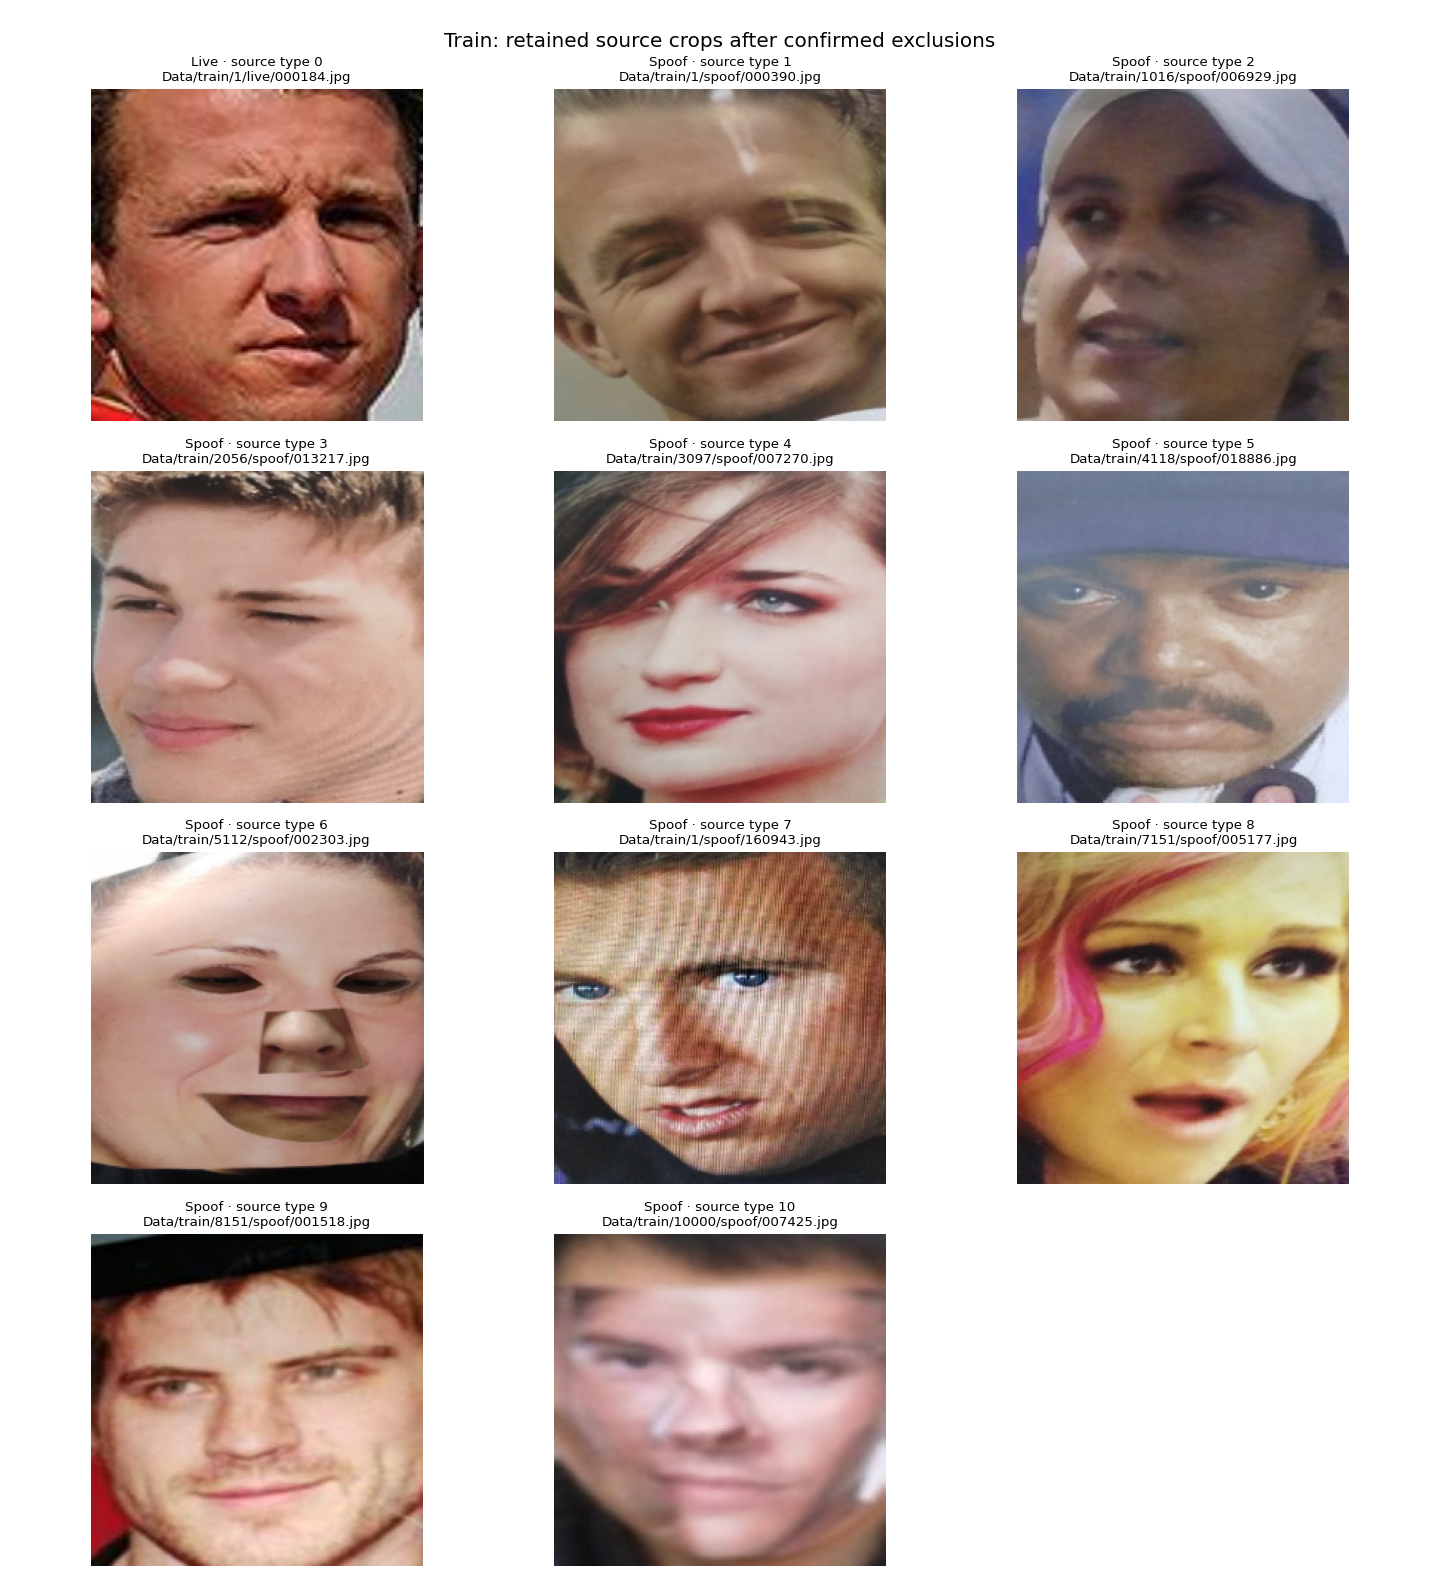 Train: retained source crops after confirmed exclusions
Live · source type 0
Data/train/1/live/000184.jpg
Spoof · source type 1
Data/train/1/spoof/000390.jpg
Spoof · source type 2
Data/train/1016/spoof/006929.jpg
Spoof · source type 3
Data/train/2056/spoof/013217.jpg
Spoof · source type 4
Data/train/3097/spoof/007270.jpg
Spoof · source type 5
Data/train/4118/spoof/018886.jpg
Spoof · source type 6
Data/train/5112/spoof/002303.jpg
Spoof · source type 7
Data/train/1/spoof/160943.jpg
Spoof · source type 8
Data/train/7151/spoof/005177.jpg
Spoof · source type 9
Data/train/8151/spoof/001518.jpg
Spoof · source type 10
Data/train/10000/spoof/007425.jpg